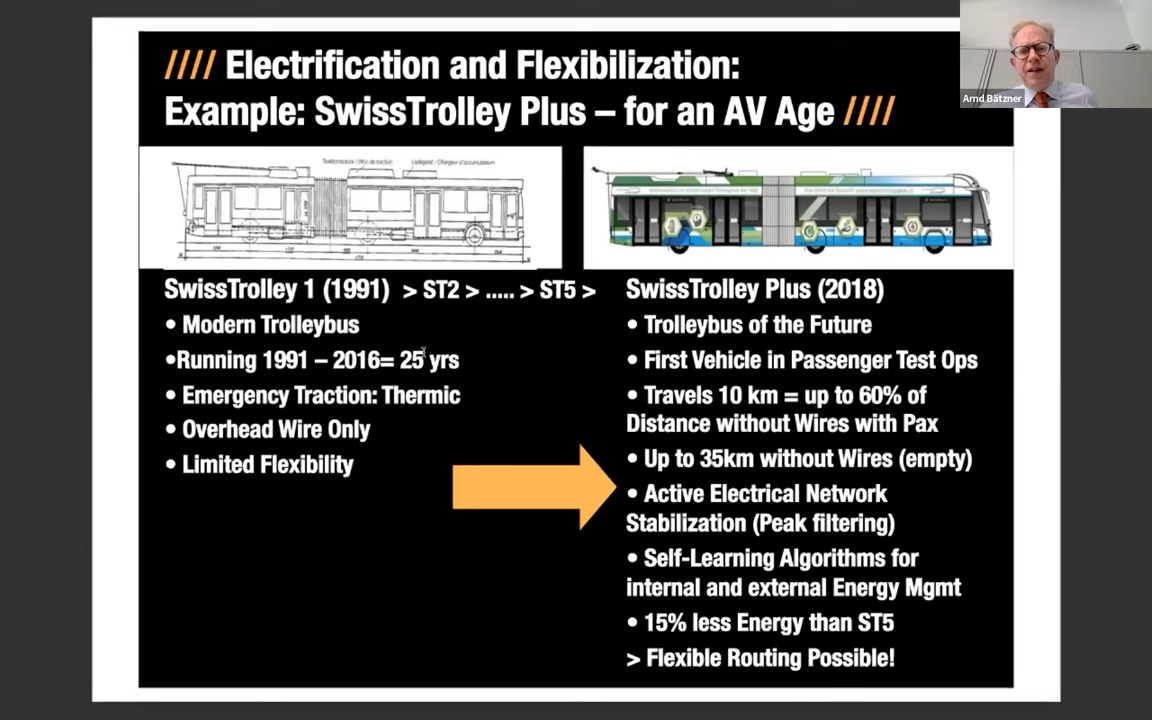 //// Electrification and Flexibilization:
Example: SwissTrolley Plus – for an AV Age ////
Arnd Bätzner
SwissTrolley 1 (1991) > ST2 > ..... > ST5 >
• Modern Trolleybus
•Running 1991 – 2016= 25 yrs
• Emergency Traction: Thermic
• Overhead Wire Only
• Limited Flexibility
SwissTrolley Plus (2018)
• Trolleybus of the Future
• First Vehicle in Passenger Test Ops
• Travels 10 km = up to 60% of
Distance without Wires with Pax
• Up to 35km without Wires (empty)
• Active Electrical Network
Stabilization (Peak filtering)
• Self-Learning Algorithms for
internal and external Energy Mgmt
• 15% less Energy than ST5
> Flexible Routing Possible!